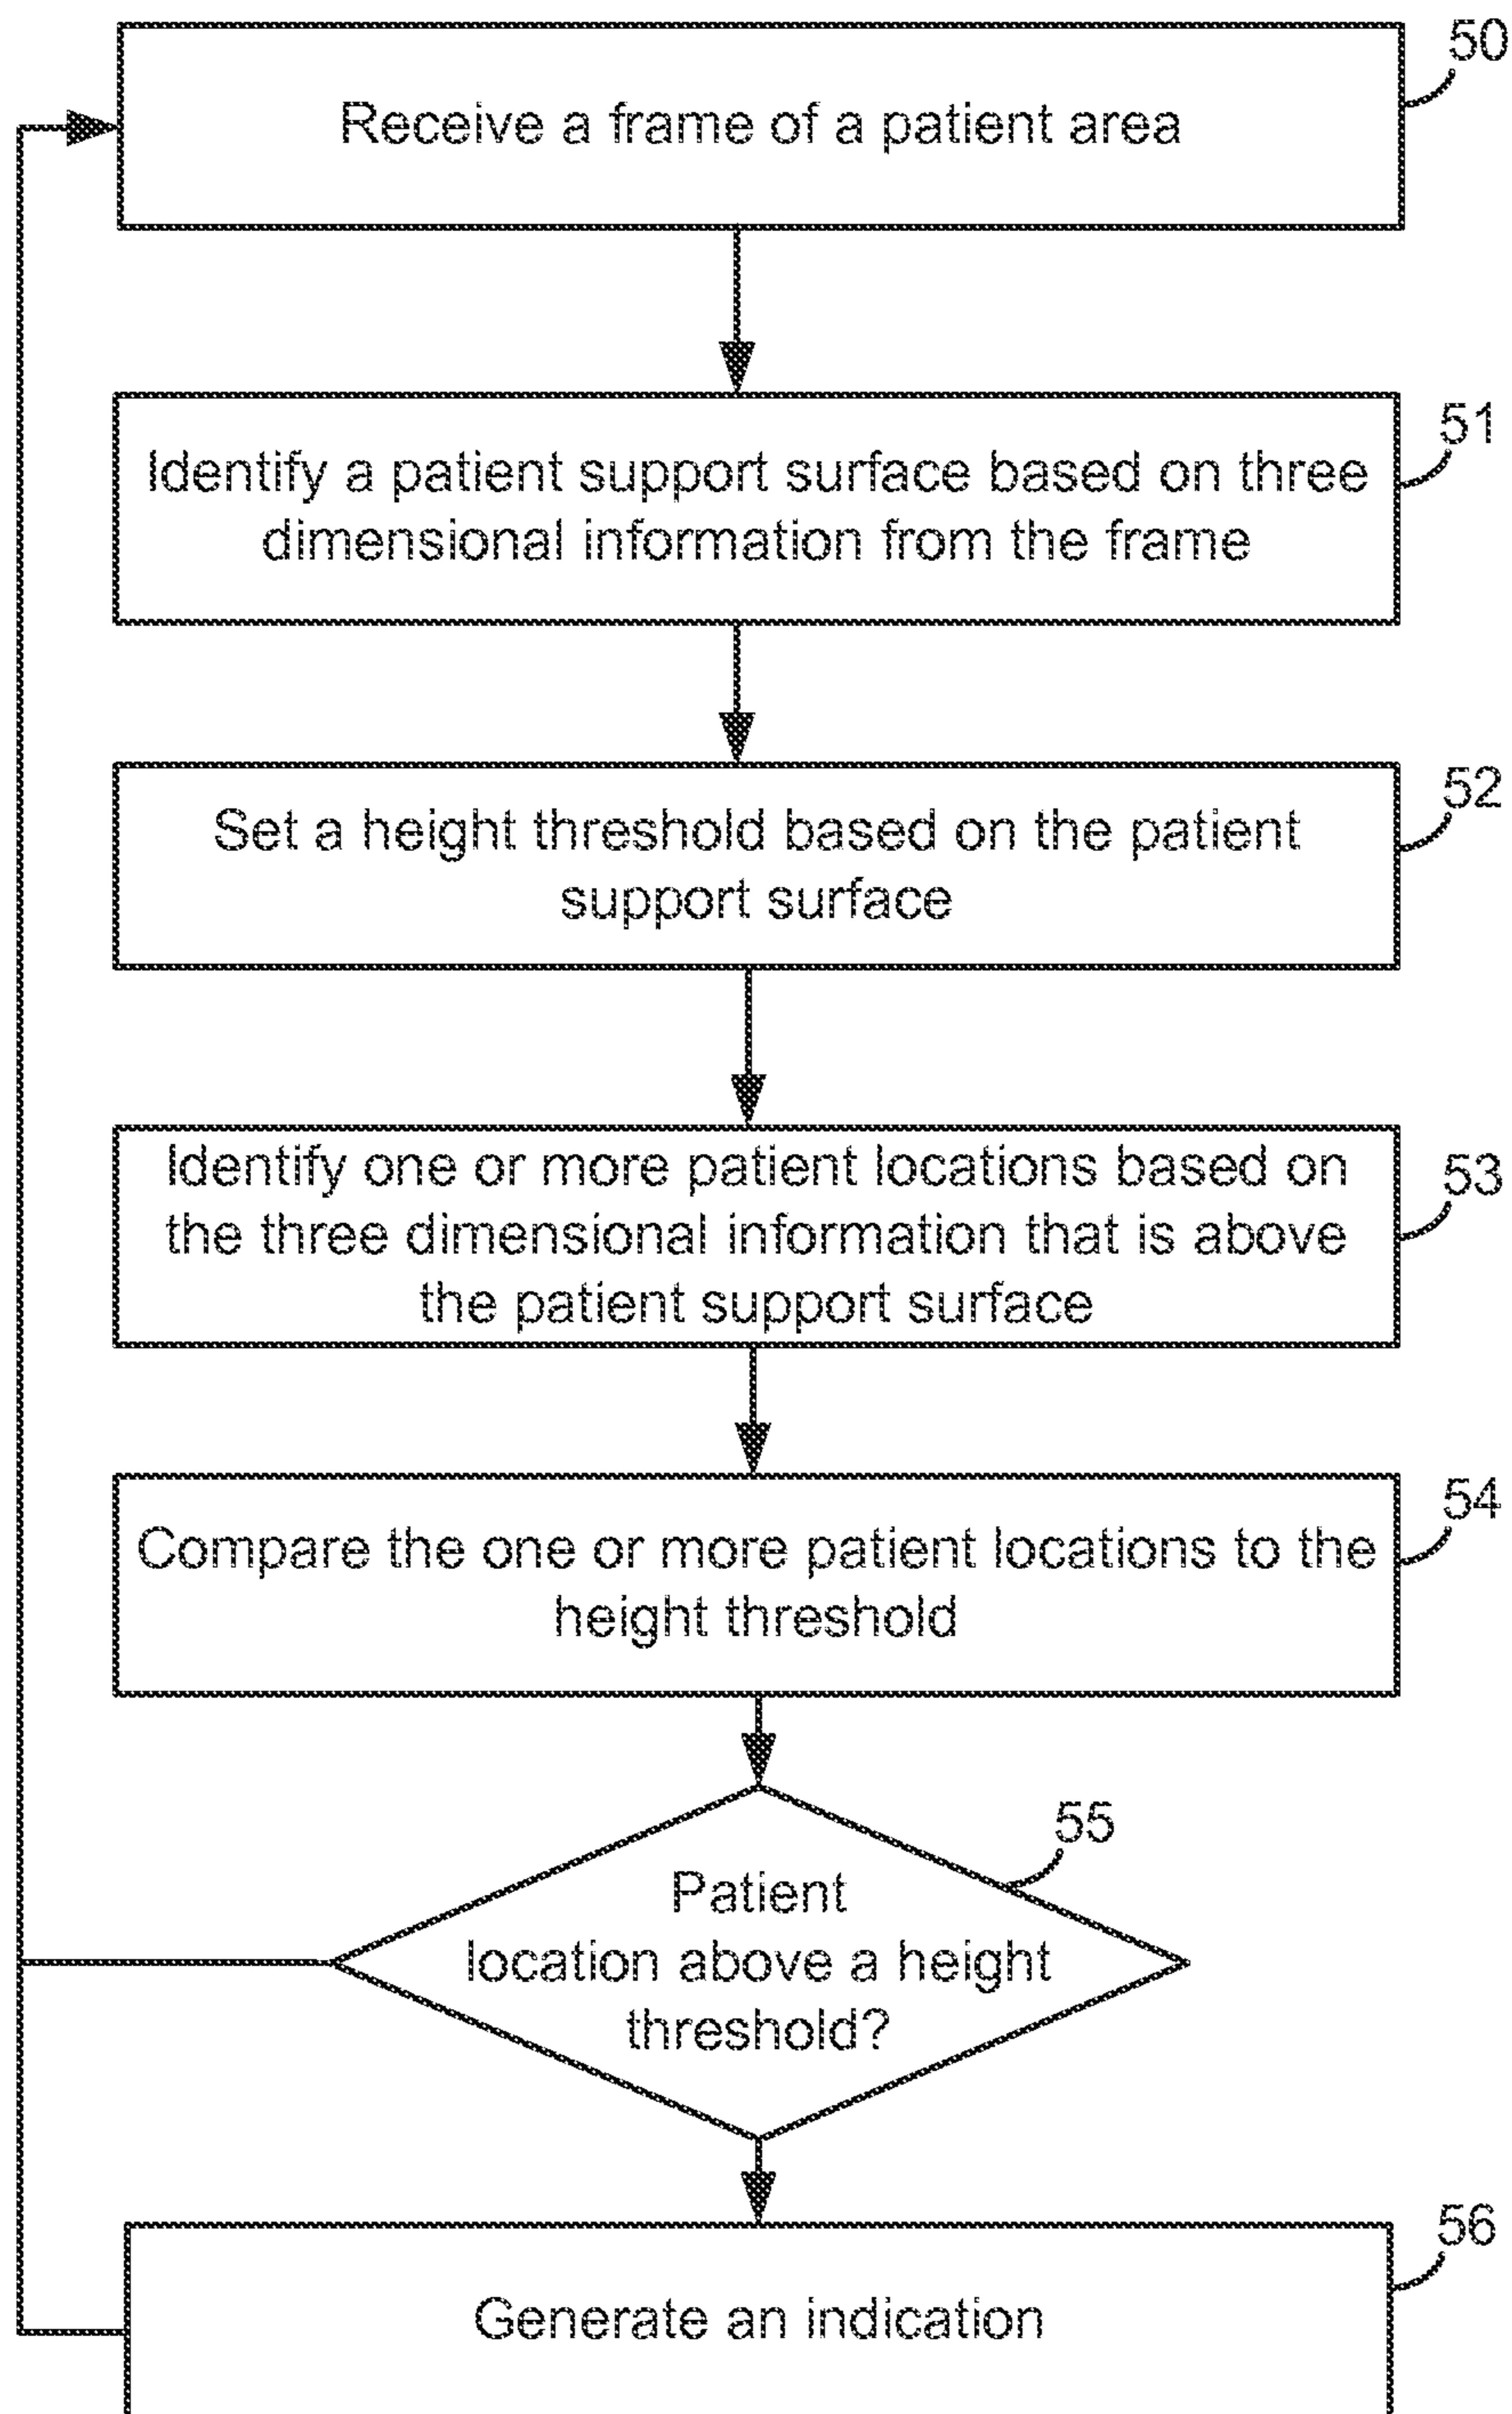 50
Receive a frame of a patient area
51
Identify a patient support surface based on three
dimensional information from the frame
52
Set a height threshold based on the patient
support surface
53
Identify one or more patient locations based on
the three dimensional information that is above
the patient support surface
54
Compare the one or more patient locations to the
height threshold
55
Patient
location above a height
threshold?
56
Generate an indication